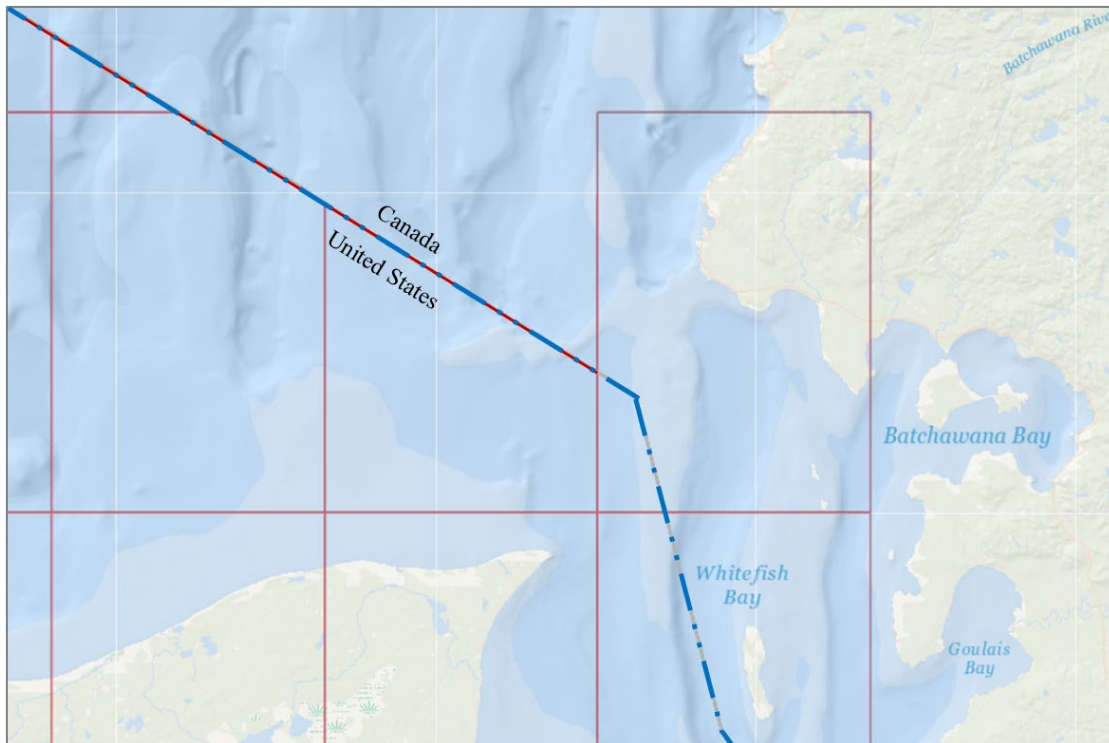 Batchawana River
Canada
United States
Batchawana Bay
Whitefish
Bay
Goulais
Bay